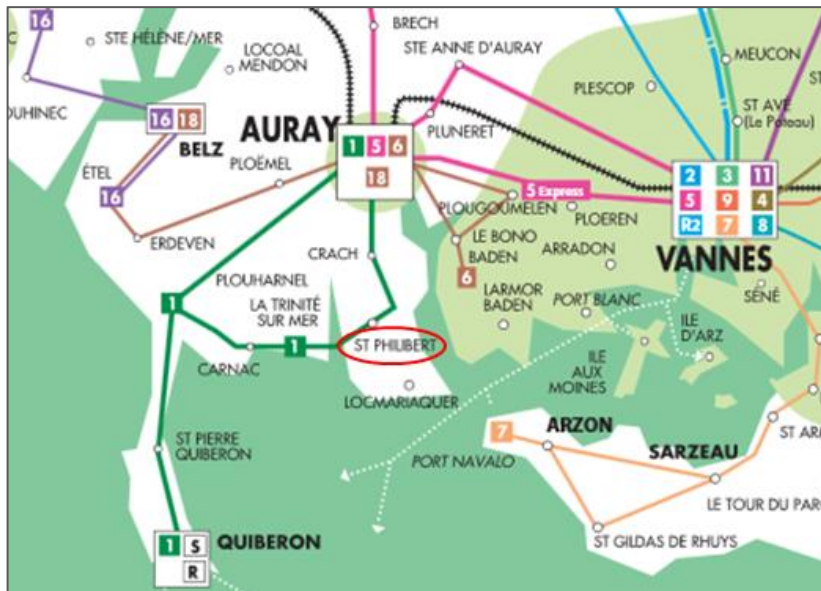 16
STE HÉLÈNE/MER
LOCOAL
MENDON
BRECH
STE ANNE D'AURAY
MEUCON
PLESCOP
ST AVÉ
(Le Poteau)
OUHINEC
16 18
BELZ
AURAY
PLUNERET
1 5 6
18
PLOËMEL
ÉTEL
16
ERDEVEN
5 Express
PLOUGOUMELEN
PLOEREN
2 3 11
5 9 4
R2 7 8
VANNES
CRACH
LE BONO
BADEN
6
ARRADON
LARMOR
BADEN
PORT BLANC
SÉNÉ
ILE
D'ARZ
PLOUHARNEL
1
LA TRINITÉ
SUR MER
1
ST PHILIBERT
CARNAC
ILE
AUX
MOINES
LOCMARIAQUER
ARZON
7
PORT NAVALO
SARZEAU
ST AR
LE TOUR DU PARC
ST GILDAS DE RHUYS
ST PIERRE
QUIBERON
1 S
R
QUIBERON